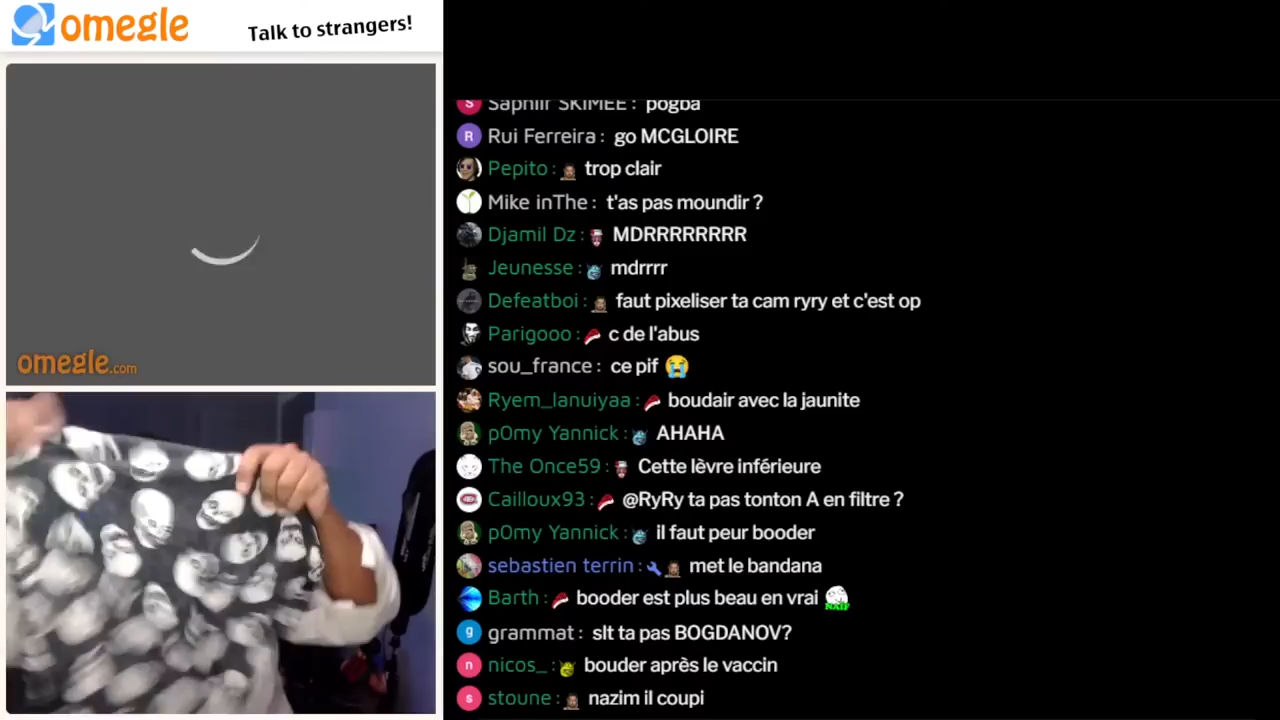 omegle
Talk to strangers!
omegle.com
Saphiir SKIMEE : pogba
R Rui Ferreira : go MCGLOIRE
Pepito : trop clair
Mike inThe : t'as pas moundir ?
Djamil Dz : MDRRRRRRRR
Jeunesse : mdrrrr
Defeatboi : faut pixeliser ta cam ryry et c'est op
Parigooo : c de l'abus
sou_france : ce pif
Ryem_lanuiyaa : boudair avec la jaunite
p0my Yannick : AHAHA
The Once59 : Cette lèvre inférieure
Cailloux93 : @RyRy ta pas tonton A en filtre ?
p0my Yannick : il faut peur booder
sebastien terrin : met le bandana
Barth : booder est plus beau en vrai NAIF
g grammat : slt ta pas BOGDANOV?
n nicos_ : bouder après le vaccin
s stoune : nazim il coupi